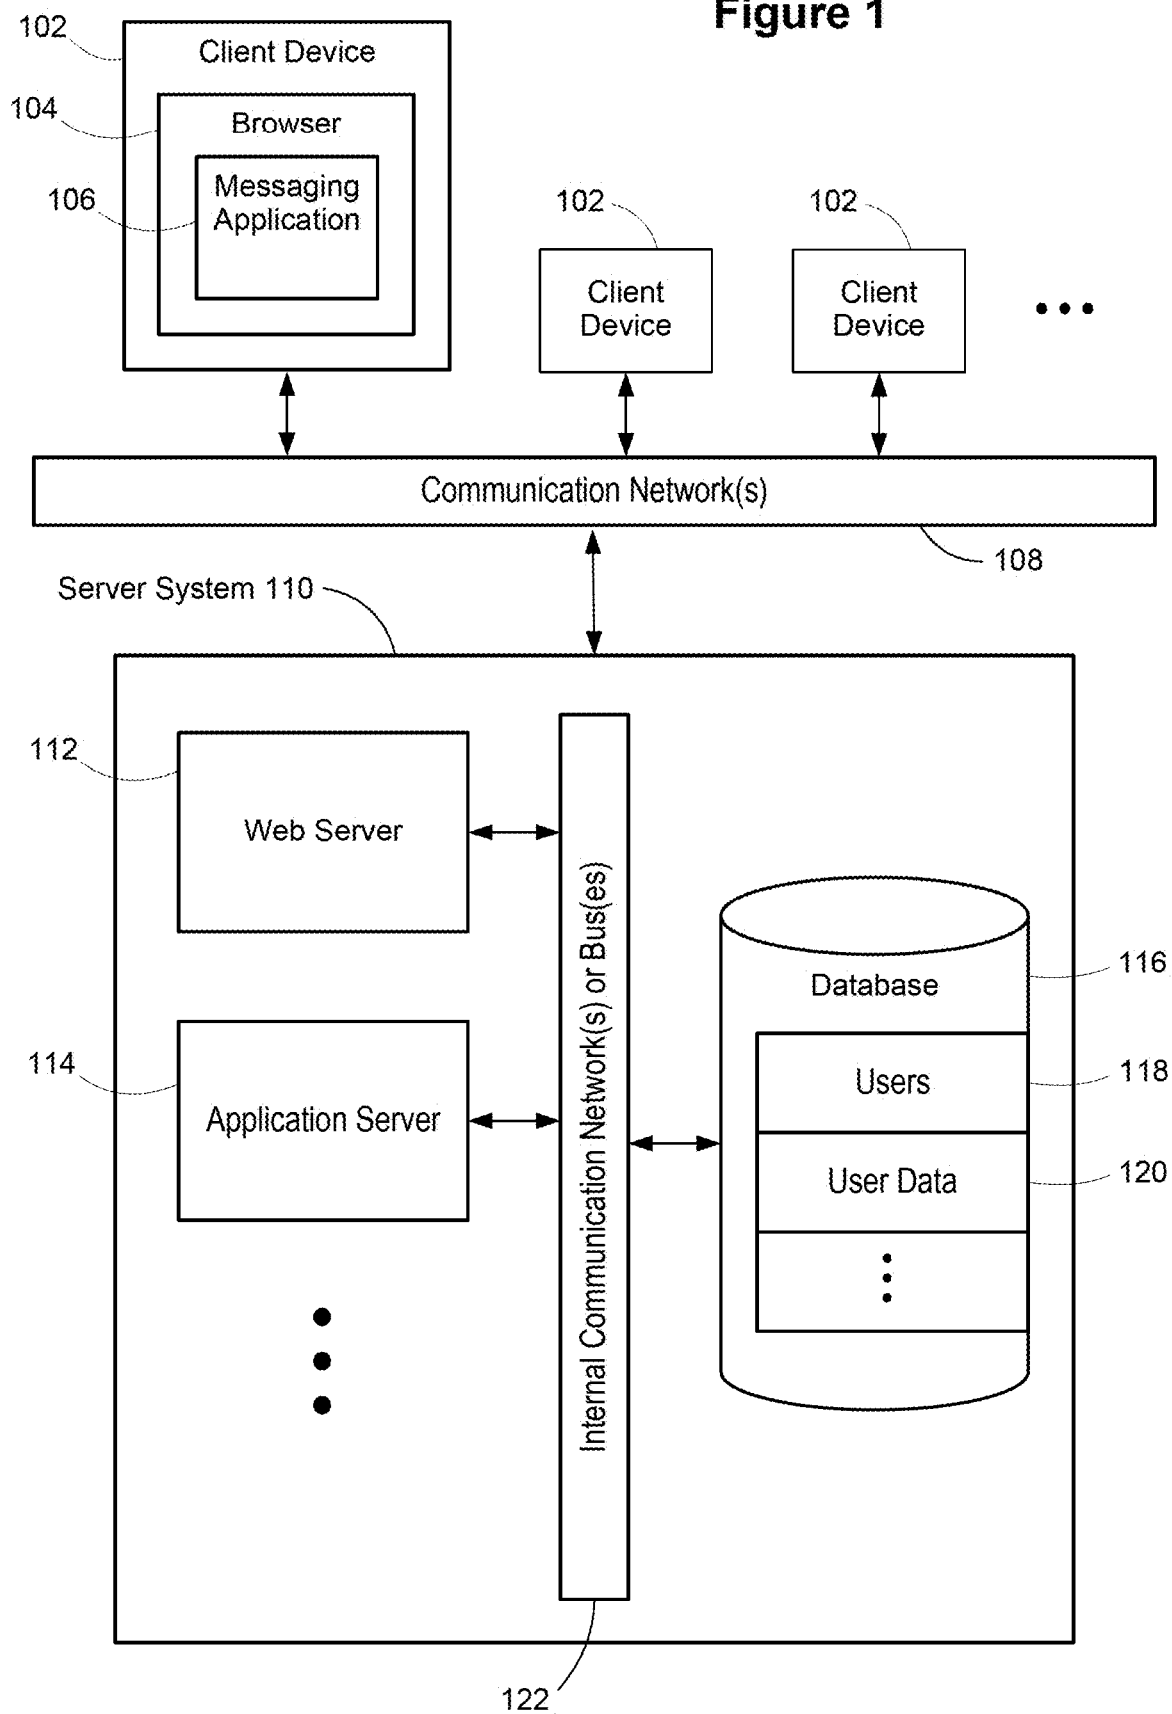 Figure 1
102
Client Device
104
Browser
106
Messaging
Application
102
102
Client
Device
Client
Device
Communication Network(s)
108
Server System 110
112
Web Server
Internal Communication Network(s) or Bus(es)
Database
116
114
Application Server
Users
118
User Data
120
122